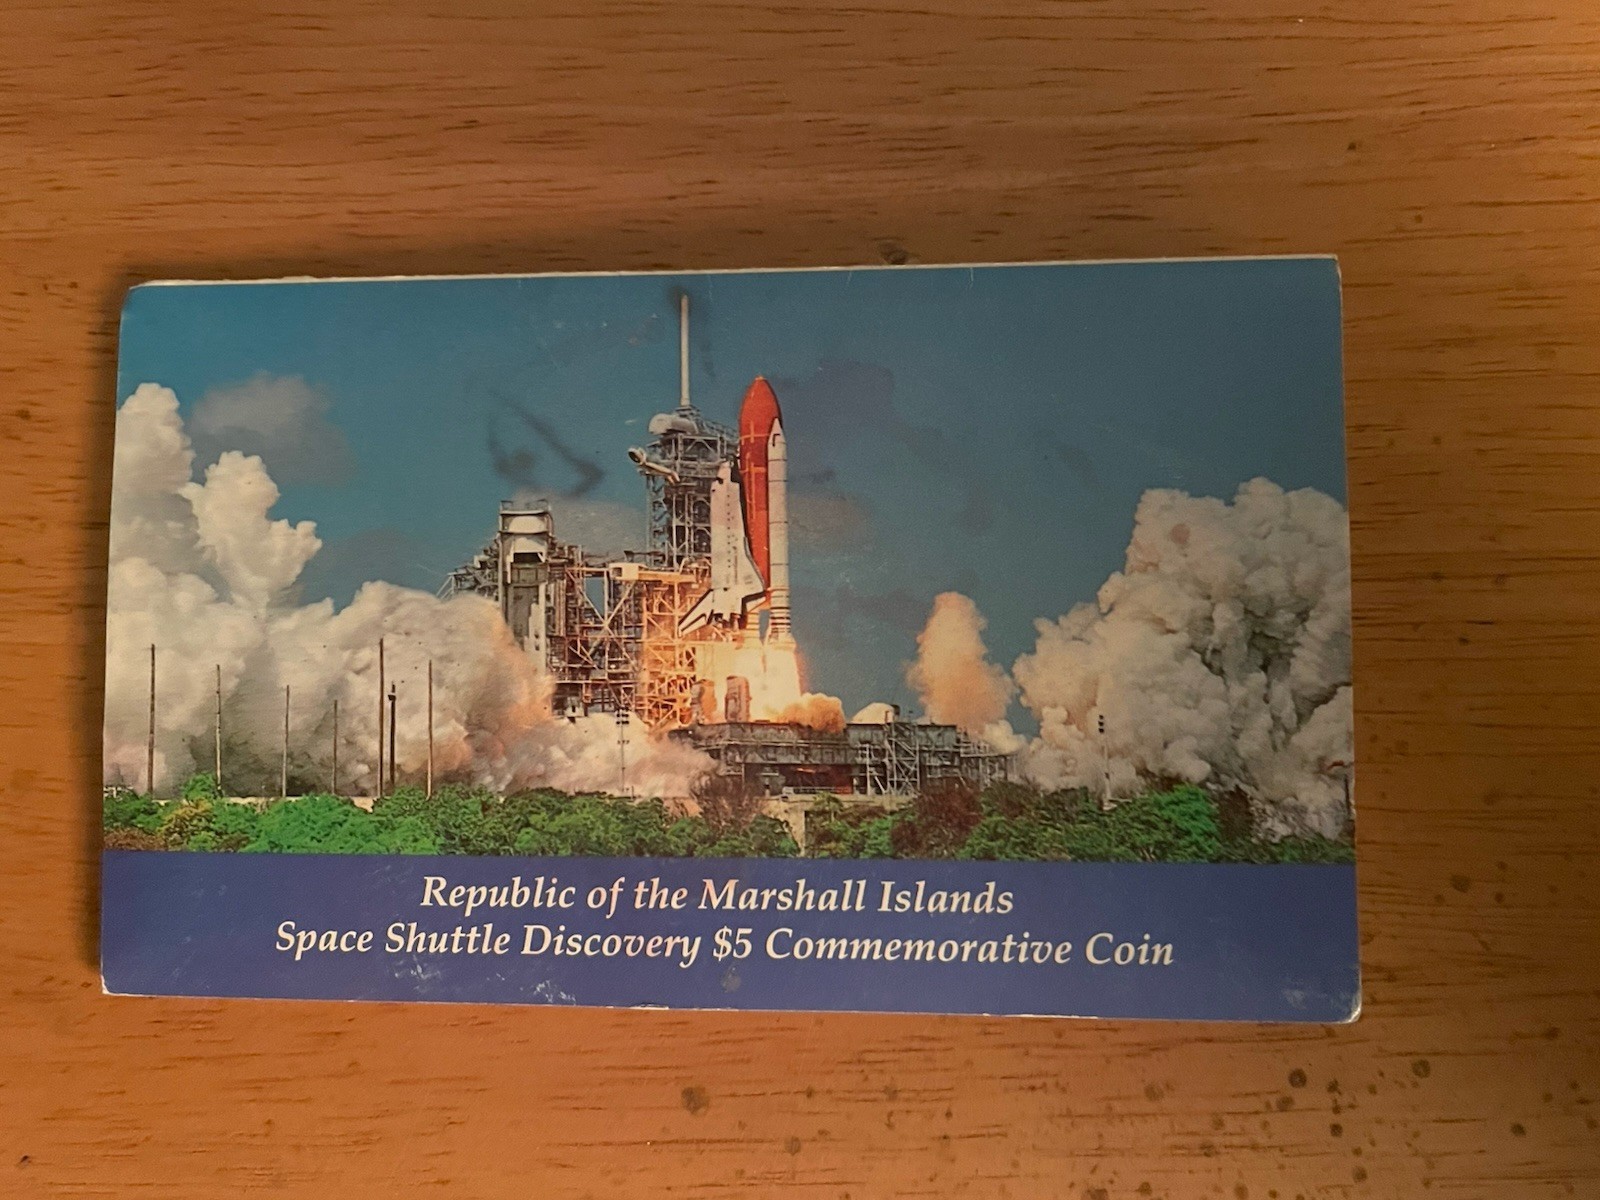 Republic of the Marshall Islands
Space Shuttle Discovery $5 Commemorative Coin